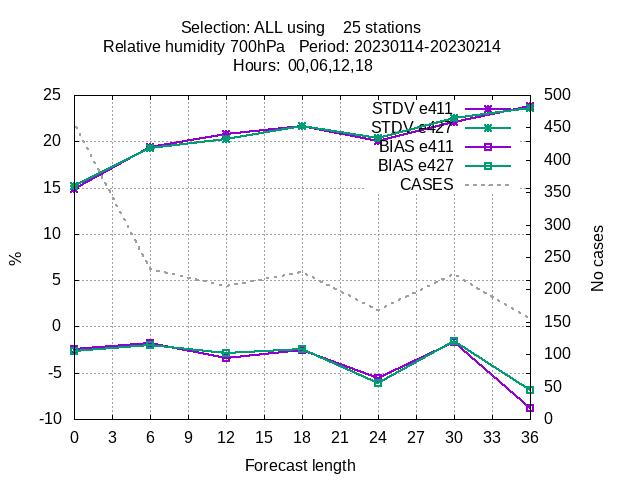 Selection: ALL using    25 stations
Relative humidity 700hPa   Period: 20230114-20230214
Hours:  00,06,12,18
25
20
15
10
5
0
-5
-10
%
500
450
400
350
300
250
200
150
100
50
0
No cases
STDV e411
STDV e427
BIAS e411
BIAS e427
CASES
0 3 6 9 12 15 18 21 24 27 30 33 36
Forecast length